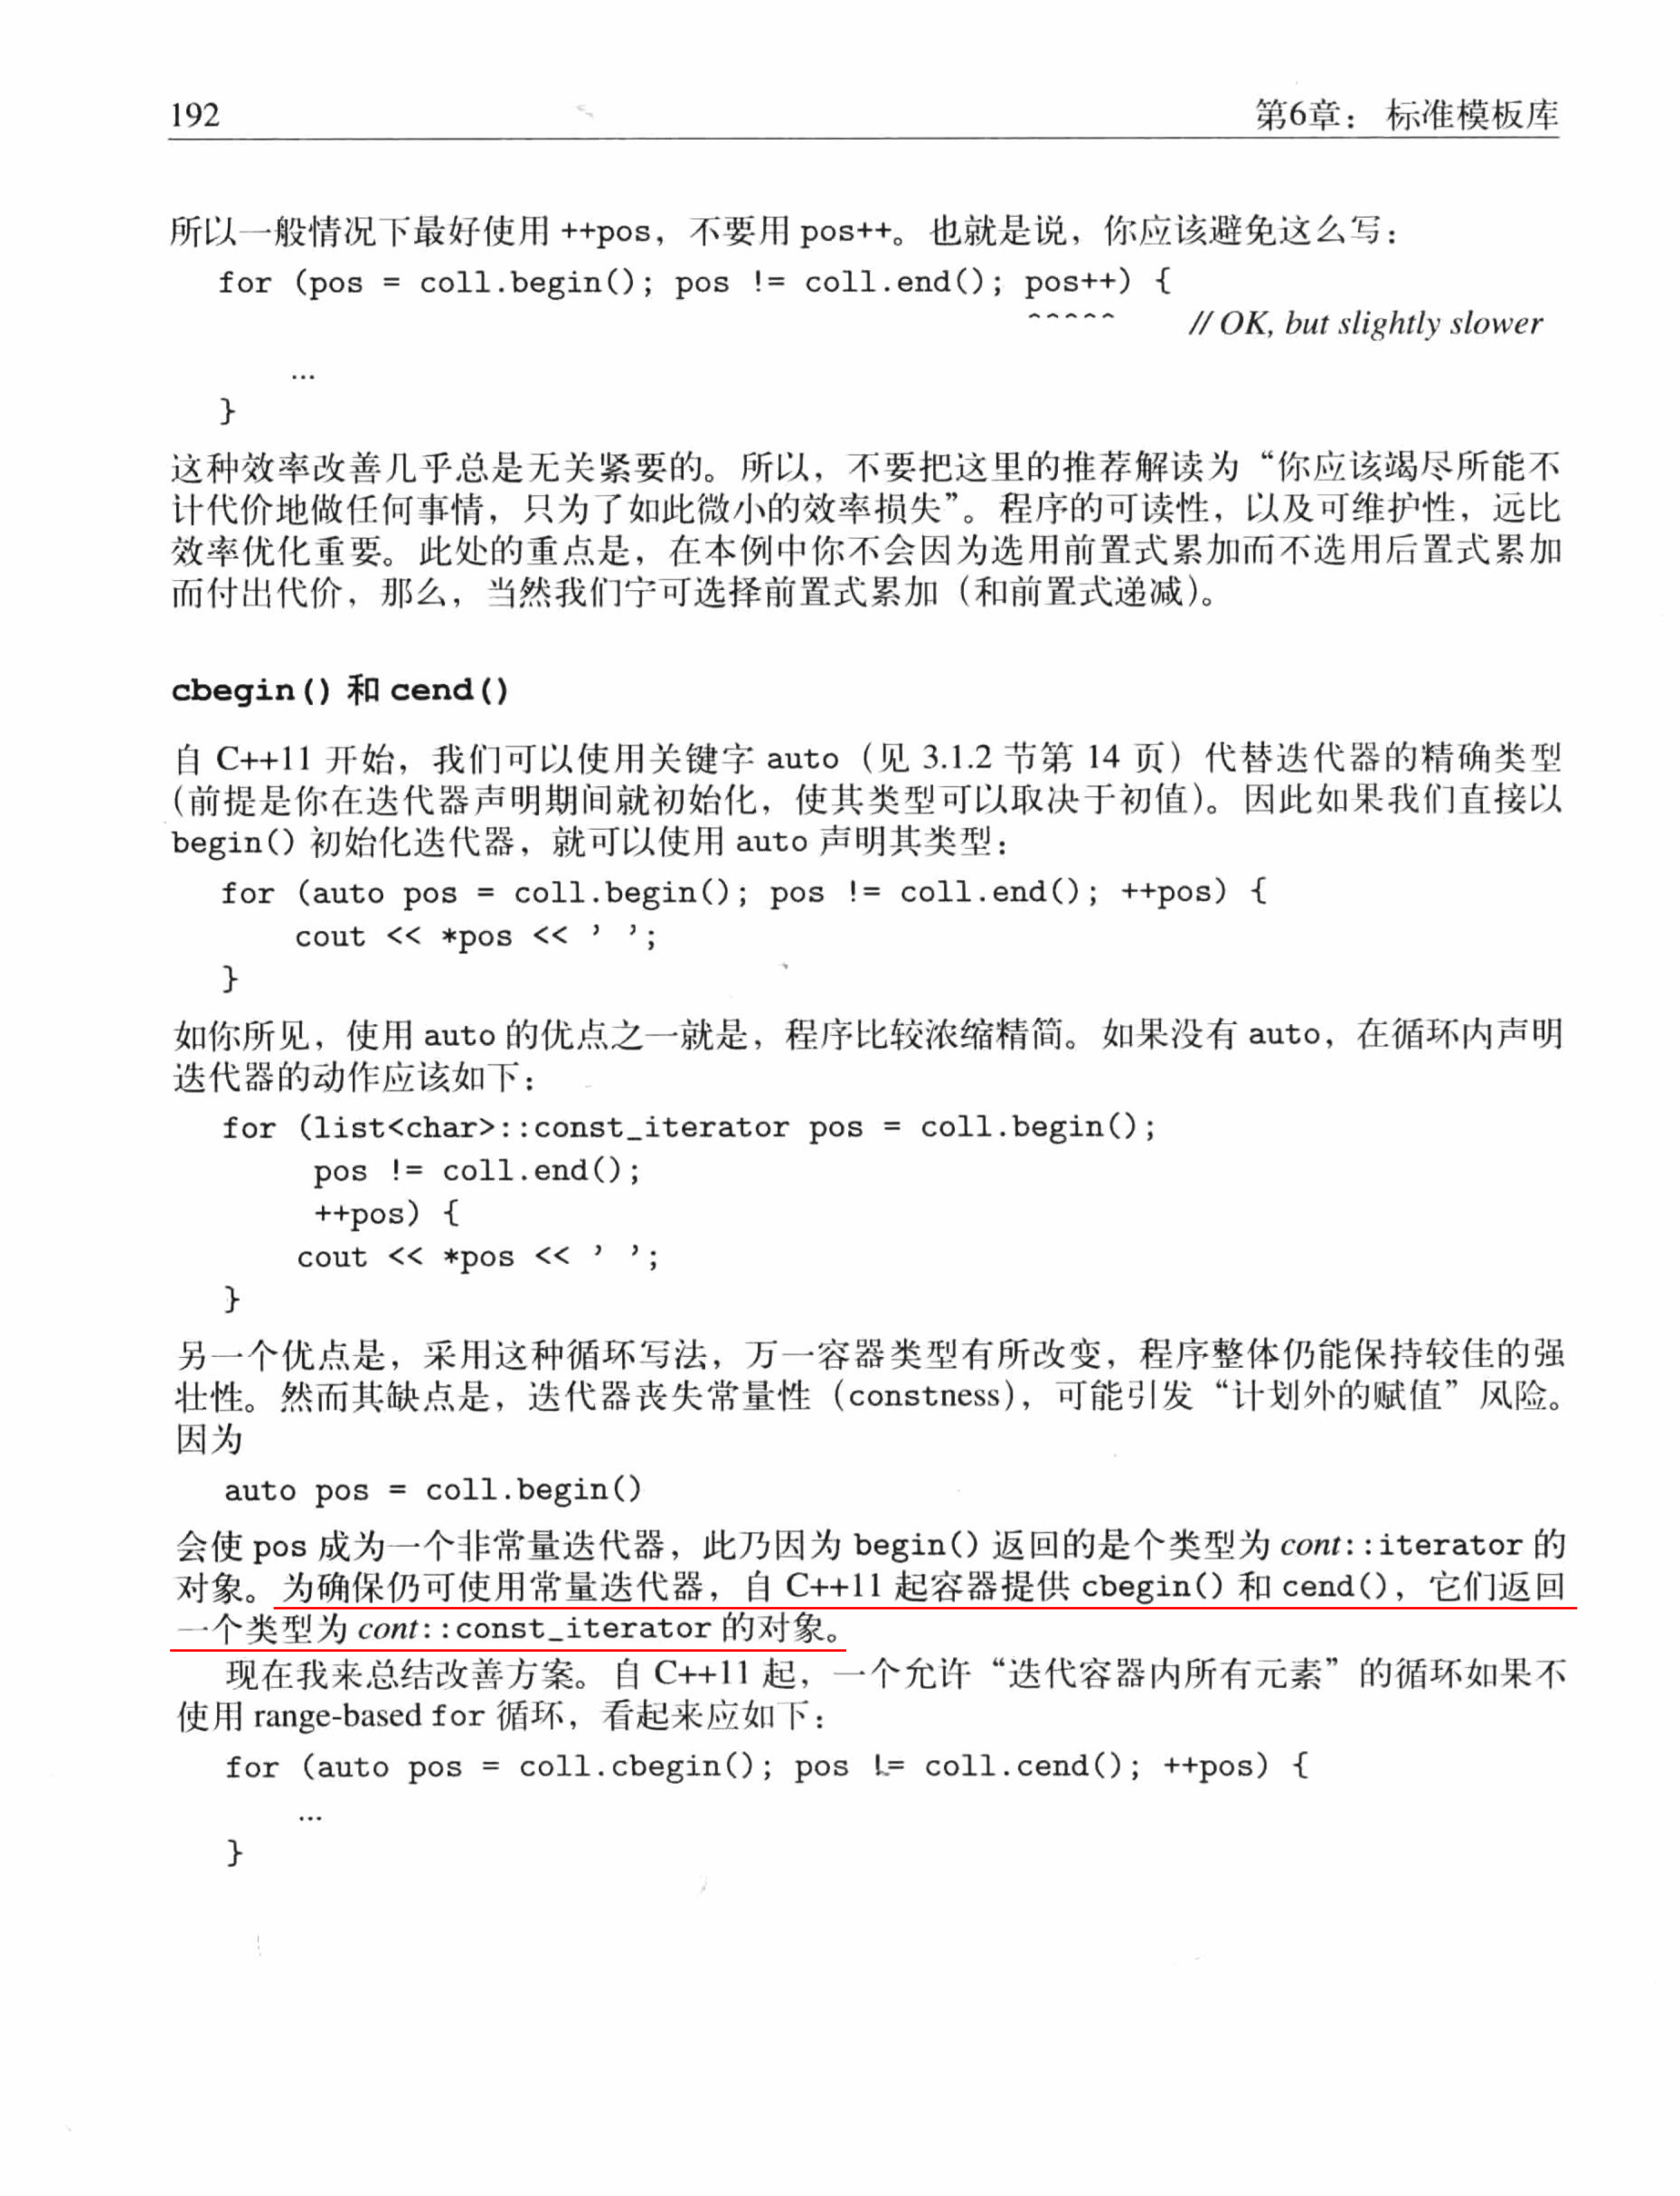 192
第6章： 标准模板库
所以一般情况下最好使用 ++pos，不要用 pos++。也就是说，你应该避免这么写：
for (pos = coll.begin(); pos != coll.end(); pos++) {
^^^^^ // OK, but slightly slower
...
}
这种效率改善几乎总是无关紧要的。所以，不要把这里的推荐解读为“你应该竭尽所能不
计代价地做任何事情，只为了如此微小的效率损失”。程序的可读性，以及可维护性，远比
效率优化重要。此处的重点是，在本例中你不会因为选用前置式累加而不选用后置式累加
而付出代价，那么，当然我们宁可选择前置式累加（和前置式递减）。
cbegin() 和 cend()
自 C++11 开始，我们可以使用关键字 auto（见 3.1.2 节第 14 页）代替迭代器的精确类型
（前提是你在迭代器声明期间就初始化，使其类型可以取决于初值）。因此如果我们直接以
begin() 初始化迭代器，就可以使用 auto 声明其类型：
for (auto pos = coll.begin(); pos != coll.end(); ++pos) {
cout << *pos << ’ ’;
}
如你所见，使用 auto 的优点之一就是，程序比较浓缩精简。如果没有 auto，在循环内声明
迭代器的动作应该如下：
for (list<char>::const_iterator pos = coll.begin();
pos != coll.end();
++pos) {
cout << *pos << ’ ’;
}
另一个优点是，采用这种循环写法，万一容器类型有所改变，程序整体仍能保持较佳的强
壮性。然而其缺点是，迭代器丧失常量性（constness），可能引发“计划外的赋值”风险。
因为
auto pos = coll.begin()
会使 pos 成为一个非常量迭代器，此乃因为 begin() 返回的是个类型为 cont::iterator 的
对象。为确保仍可使用常量迭代器，自 C++11 起容器提供 cbegin() 和 cend()，它们返回
一个类型为 cont::const_iterator 的对象。
现在我来总结改善方案。自 C++11 起，一个允许“迭代容器内所有元素”的循环如果不
使用 range-based for 循环，看起来应如下：
for (auto pos = coll.cbegin(); pos != coll.cend(); ++pos) {
...
}